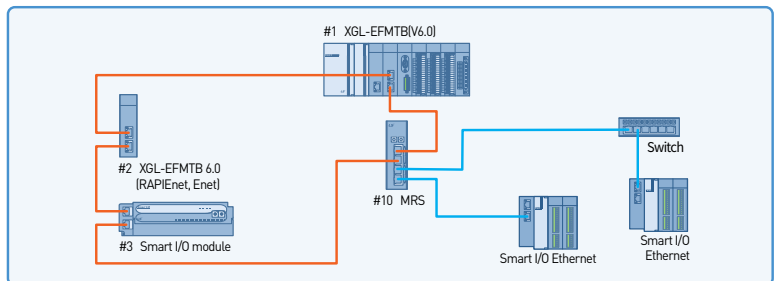 #1 XGL-EFMTB(V6.0)
#2 XGL-EFMTB 6.0
(RAPIEnet, Enet)
#3 Smart I/O module
#10 MRS
Switch
Smart I/O Ethernet
Smart I/O
Ethernet